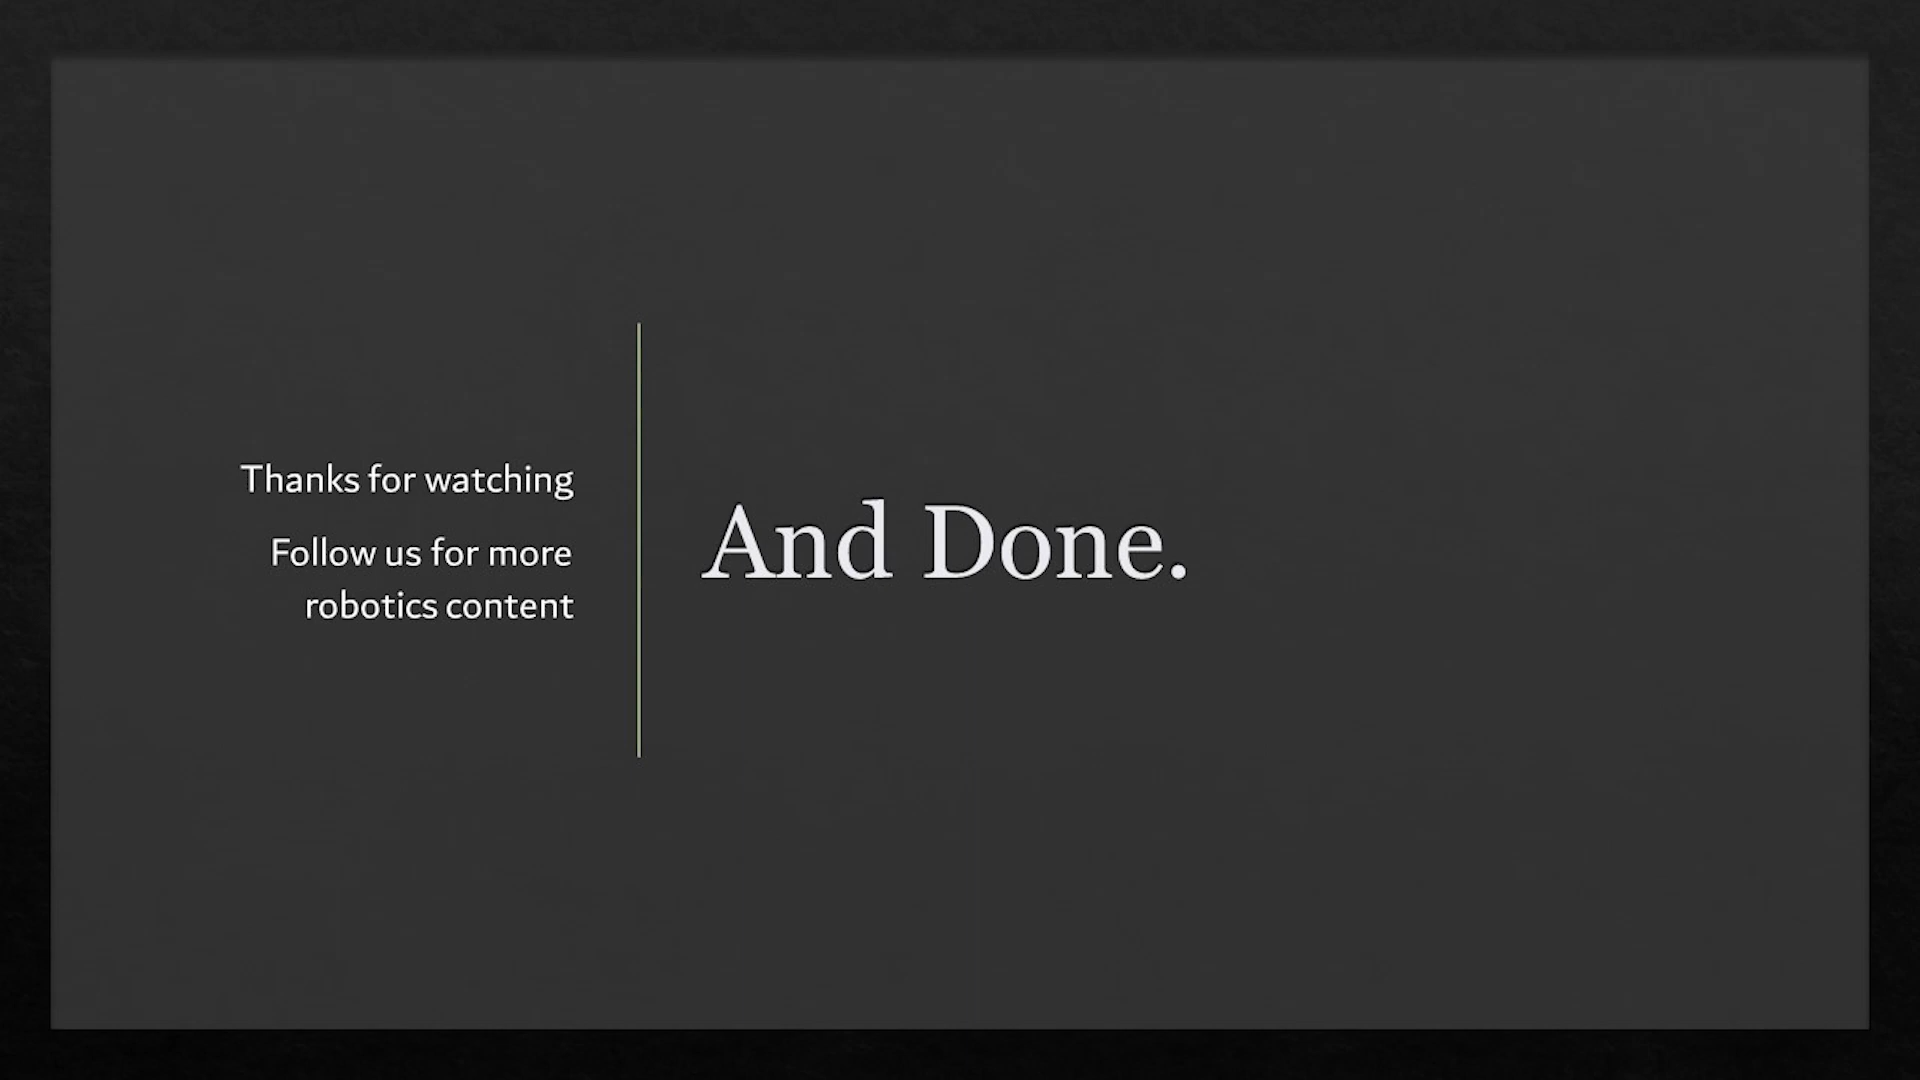 Thanks for watching
Follow us for more
robotics content
And Done.